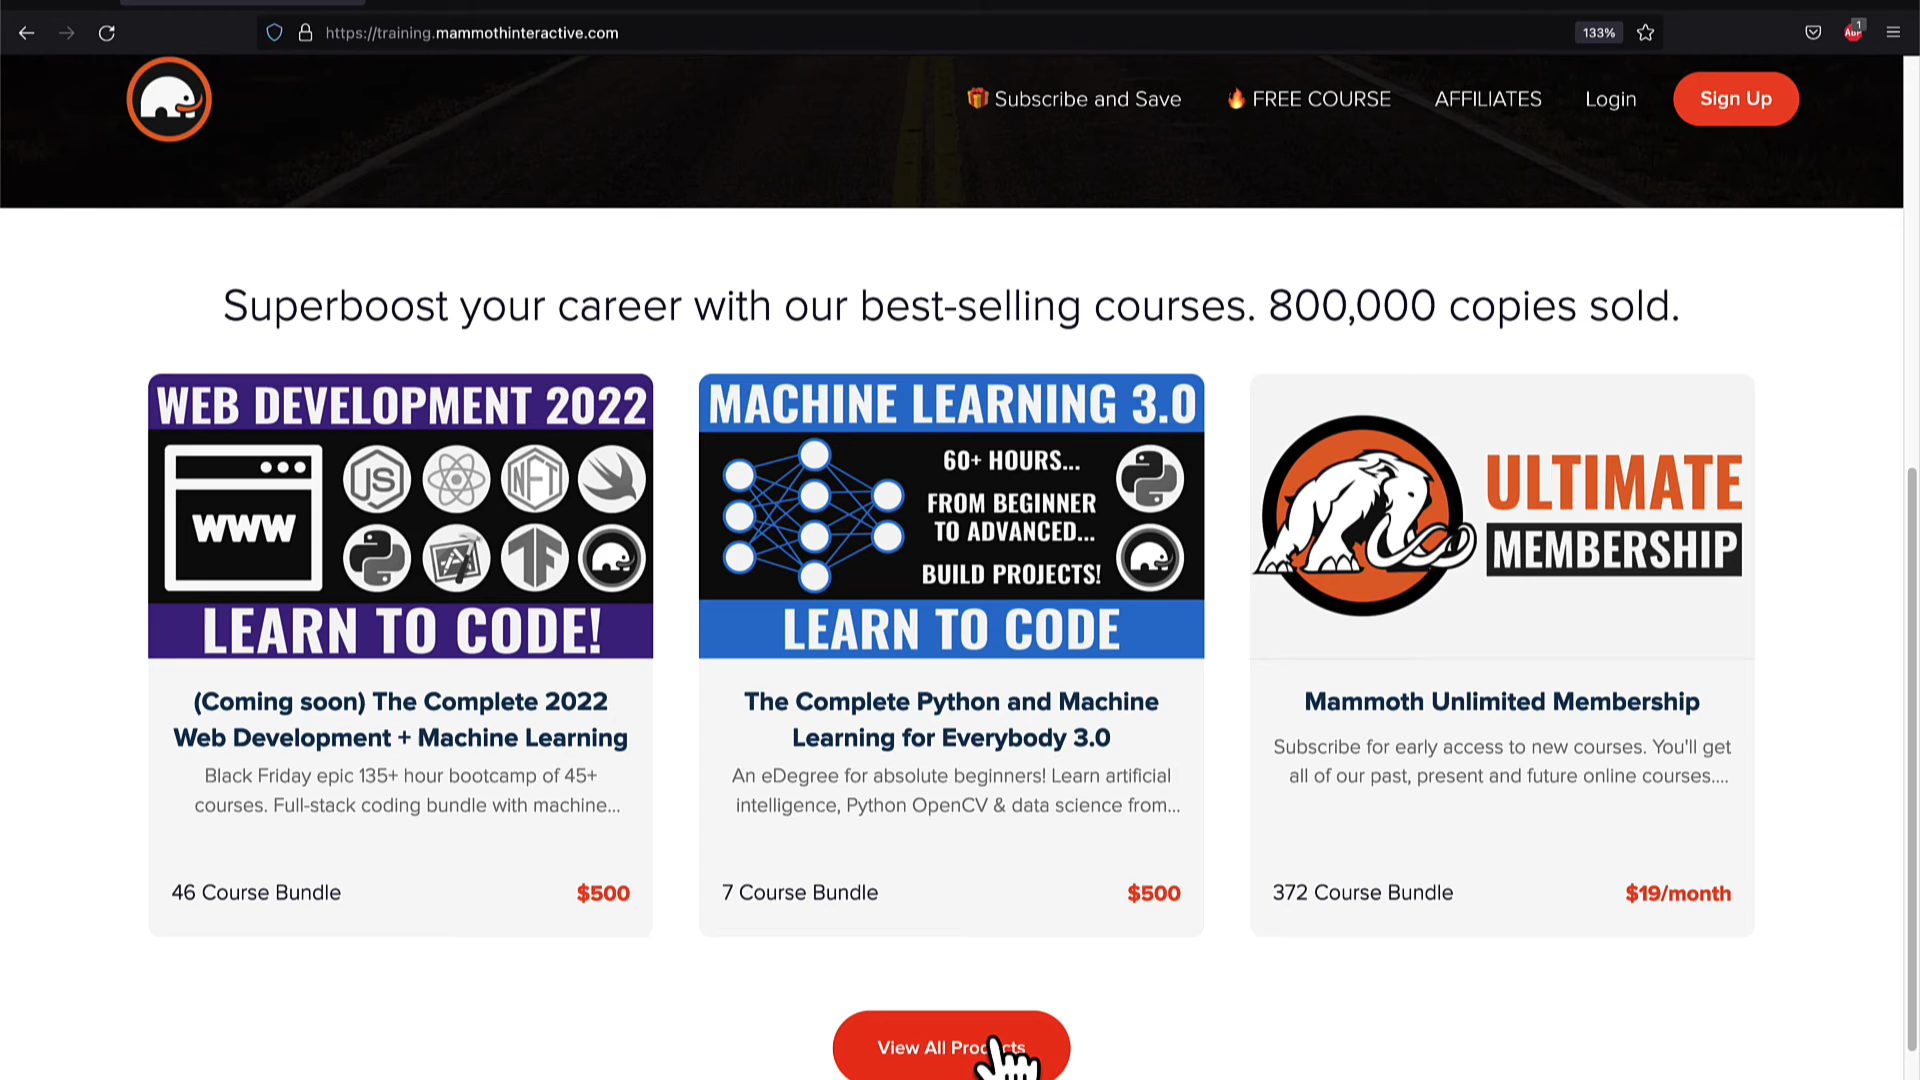 https://training.mammothinteractive.com
133%
1
ABP
Subscribe and Save
FREE COURSE
AFFILIATES
Login
Sign Up
Superboost your career with our best-selling courses. 800,000 copies sold.
WEB DEVELOPMENT 2022
WWW
JS
NFT
LEARN TO CODE!
(Coming soon) The Complete 2022
Web Development + Machine Learning
Black Friday epic 135+ hour bootcamp of 45+
courses. Full-stack coding bundle with machine...
46 Course Bundle
$500
MACHINE LEARNING 3.0
60+ HOURS...
FROM BEGINNER
TO ADVANCED...
BUILD PROJECTS!
LEARN TO CODE
The Complete Python and Machine
Learning for Everybody 3.0
An eDegree for absolute beginners! Learn artificial
intelligence, Python OpenCV & data science from...
7 Course Bundle
$500
ULTIMATE
MEMBERSHIP
Mammoth Unlimited Membership
Subscribe for early access to new courses. You'll get
all of our past, present and future online courses....
372 Course Bundle
$19/month
View All Products